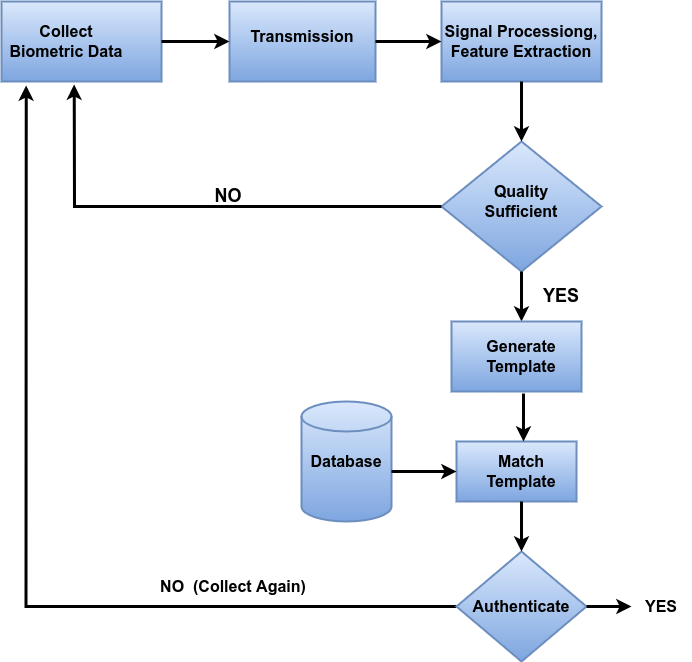 Collect
Biometric Data
Transmission
Signal Processiong,
Feature Extraction
Quality
Sufficient
NO
YES
Generate
Template
Database
Match
Template
NO (Collect Again)
Authenticate
YES